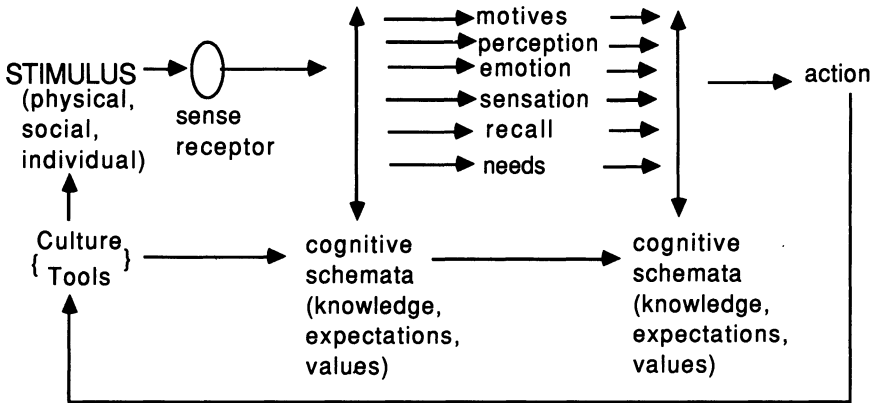 STIMULUS
(physical,
social,
individual)
sense
receptor
motives
perception
emotion
sensation
recall
needs
action
{ Culture
Tools }
cognitive
schemata
(knowledge,
expectations,
values)
cognitive
schemata
(knowledge,
expectations,
values)